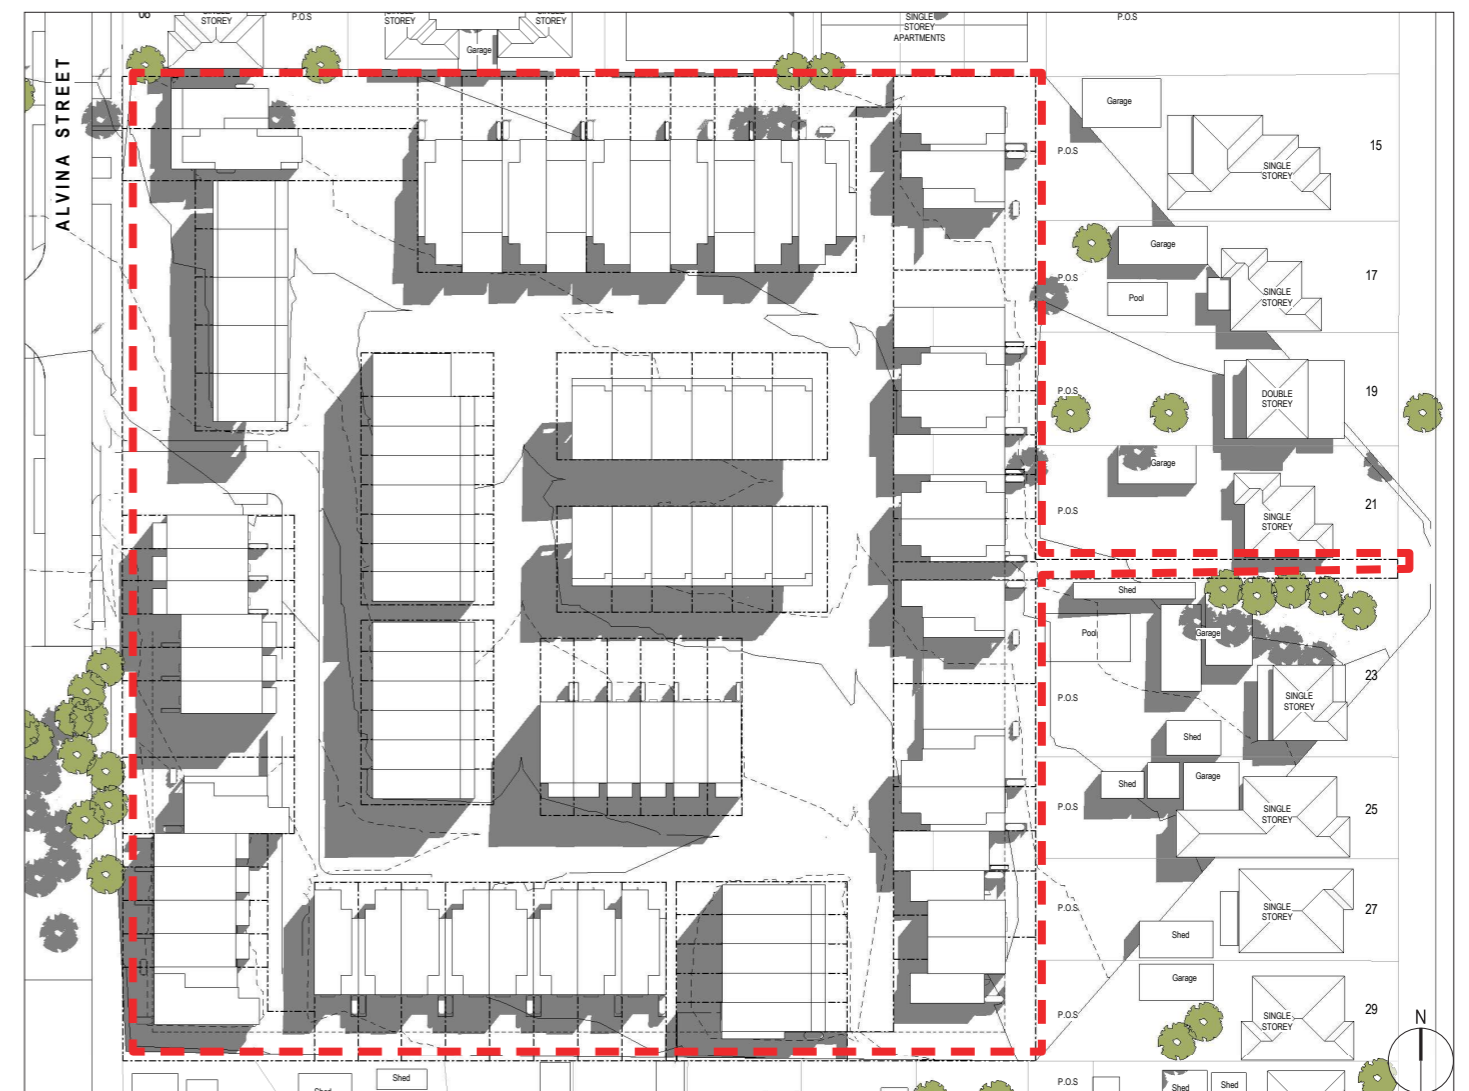 SINGLE
STOREY
P.O.S
STOREY
SINGLE
STOREY
Garage
SINGLE
STOREY
APARTMENTS
P.O.S
ALVINA STREET
Garage
P.O.S
SINGLE
STOREY
15
Garage
P.O.S
Pool
SINGLE
STOREY
17
P.O.S
DOUBLE
STOREY
19
Garage
P.O.S
SINGLE
STOREY
21
Shed
Pool
Garage
P.O.S
SINGLE
STOREY
23
Shed
Shed
Garage
P.O.S
SINGLE
STOREY
25
P.O.S
Shed
SINGLE
STOREY
27
Garage
P.O.S
SINGLE
STOREY
29
N
Shed
Shed
P.O.S
Shed
Shed